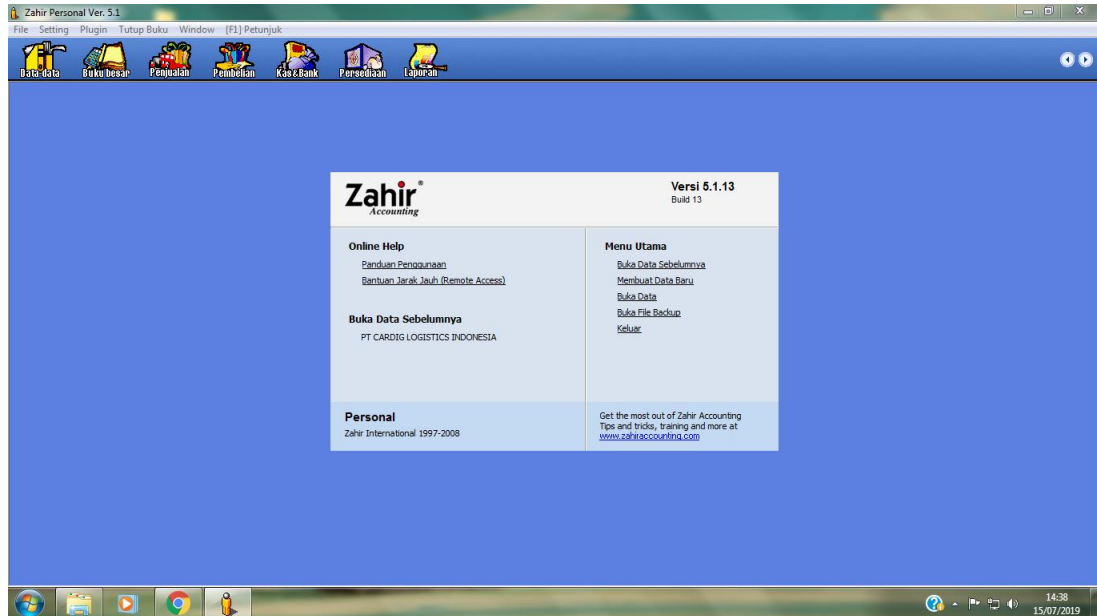 Zahir Personal Ver. 5.1
File Setting Plugin Tutup Buku Window [F1] Petunjuk
Data-data Buku besar Penjualan Pembelian Kas & Bank Persediaan Laporan
Zahir®
Accounting
Versi 5.1.13
Build 13
Online Help
Panduan Penggunaan
Bantuan Jarak Jauh (Remote Access)
Buka Data Sebelumnya
PT CARDIG LOGISTICS INDONESIA
Menu Utama
Buka Data Sebelumnya
Membuat Data Baru
Buka Data
Buka File Backup
Keluar
Personal
Zahir International 1997-2008
Get the most out of Zahir Accounting
Tips and tricks, training and more at
www.zahiraccounting.com
14:38
15/07/2019